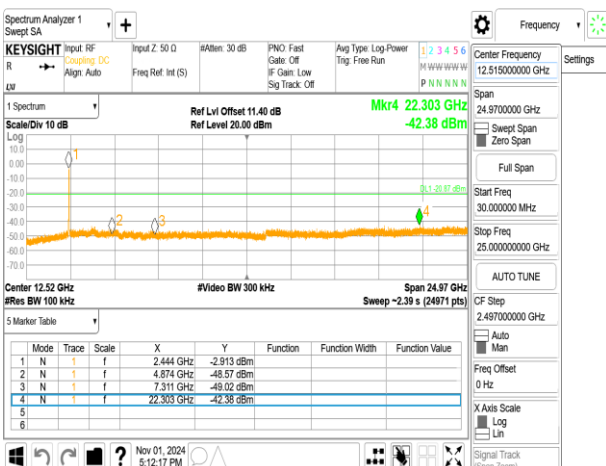 Spectrum Analyzer 1
Swept SA
+
Frequency
KEYSIGHT
R
LXI
Input: RF
Coupling: DC
Align: Auto
Input Z: 50 Ω
Freq Ref: Int (S)
#Atten: 30 dB
PNO: Fast
Gate: Off
IF Gain: Low
Sig Track: Off
Avg Type: Log-Power
Trig: Free Run
1 2 3 4 5 6
M W W W W W
P N N N N N
Center Frequency
12.515000000 GHz
Settings
Span
24.9700000 GHz
Swept Span
Zero Span
Full Span
Start Freq
30.000000 MHz
Stop Freq
25.000000000 GHz
AUTO TUNE
CF Step
2.497000000 GHz
Auto
Man
Freq Offset
0 Hz
X Axis Scale
Log
Lin
Signal Track
(Span Zoom)
1 Spectrum
Scale/Div 10 dB
Log
Ref Lvl Offset 11.40 dB
Ref Level 20.00 dBm
Mkr4 22.303 GHz
-42.38 dBm
10.0
0.00
-10.0
-20.0
-30.0
-40.0
-50.0
-60.0
-70.0
1
2
3
4
DL1 -20.87 dBm
Center 12.52 GHz
#Res BW 100 kHz
#Video BW 300 kHz
Span 24.97 GHz
Sweep ~2.39 s (24971 pts)
5 Marker Table
Mode Trace Scale X Y Function Function Width Function Value
1 N 1 f 2.444 GHz -2.913 dBm
2 N 1 f 4.874 GHz -48.57 dBm
3 N 1 f 7.311 GHz -49.02 dBm
4 N 1 f 22.303 GHz -42.38 dBm
5
6
?
Nov 01, 2024
5:12:17 PM